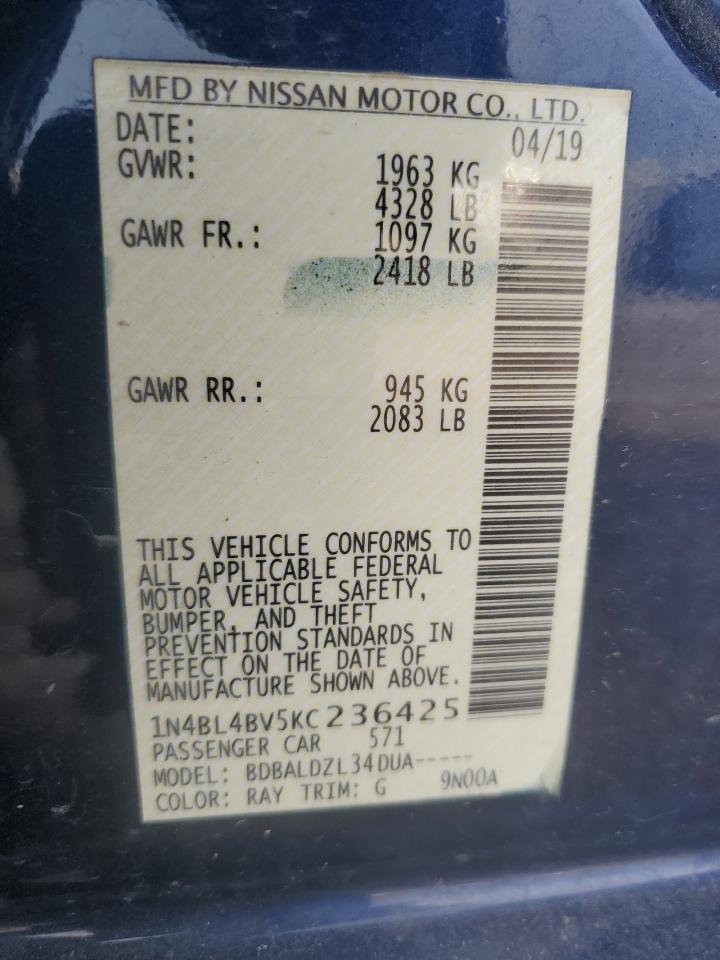 MFD BY NISSAN MOTOR CO., LTD.
DATE: 04/19
GVWR: 1963 KG
4328 LB
GAWR FR.: 1097 KG
2418 LB
GAWR RR.: 945 KG
2083 LB
THIS VEHICLE CONFORMS TO
ALL APPLICABLE FEDERAL
MOTOR VEHICLE SAFETY,
BUMPER, AND THEFT
PREVENTION STANDARDS IN
EFFECT ON THE DATE OF
MANUFACTURE SHOWN ABOVE.
1N4BL4BV5KC236425
PASSENGER CAR 571
MODEL: BDBALDZL34DUA-----
COLOR: RAY TRIM: G 9N00A